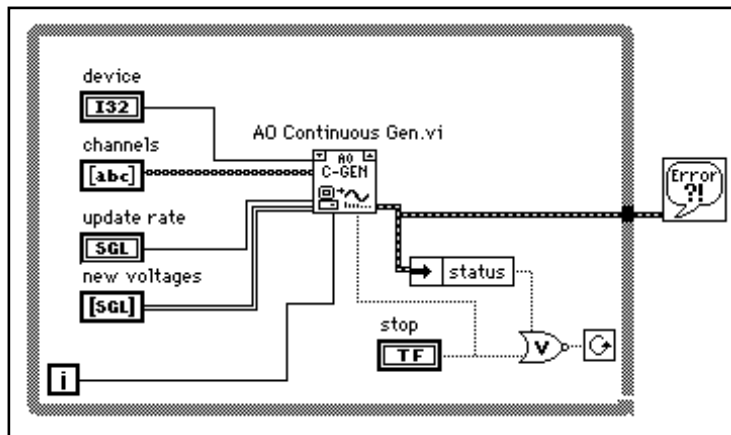 device
I32
AO Continuous Gen.vi
channels
[abc]
AO
C-GEN
Error
?!
update rate
SGL
new voltages
[SGL]
status
stop
TF
V
i